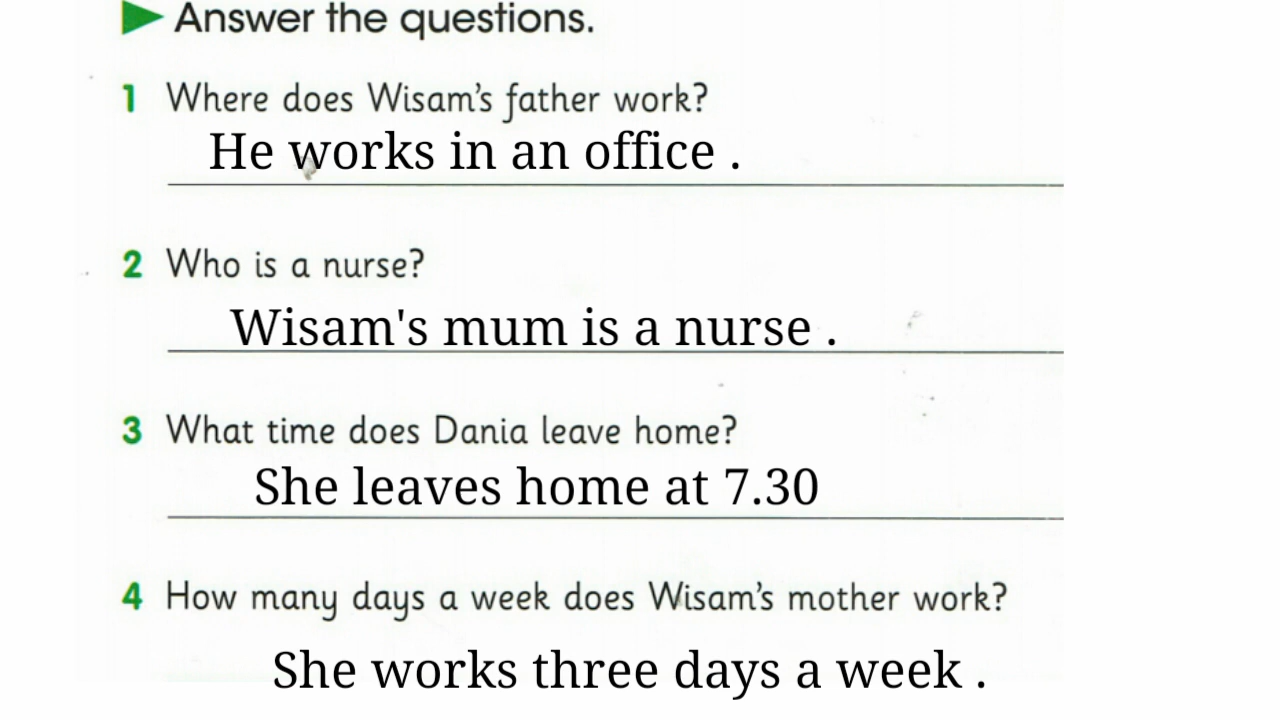 Answer the questions.
1 Where does Wisam's father work?
He works in an office .
2 Who is a nurse?
Wisam's mum is a nurse .
3 What time does Dania leave home?
She leaves home at 7.30
4 How many days a week does Wisam's mother work?
She works three days a week .